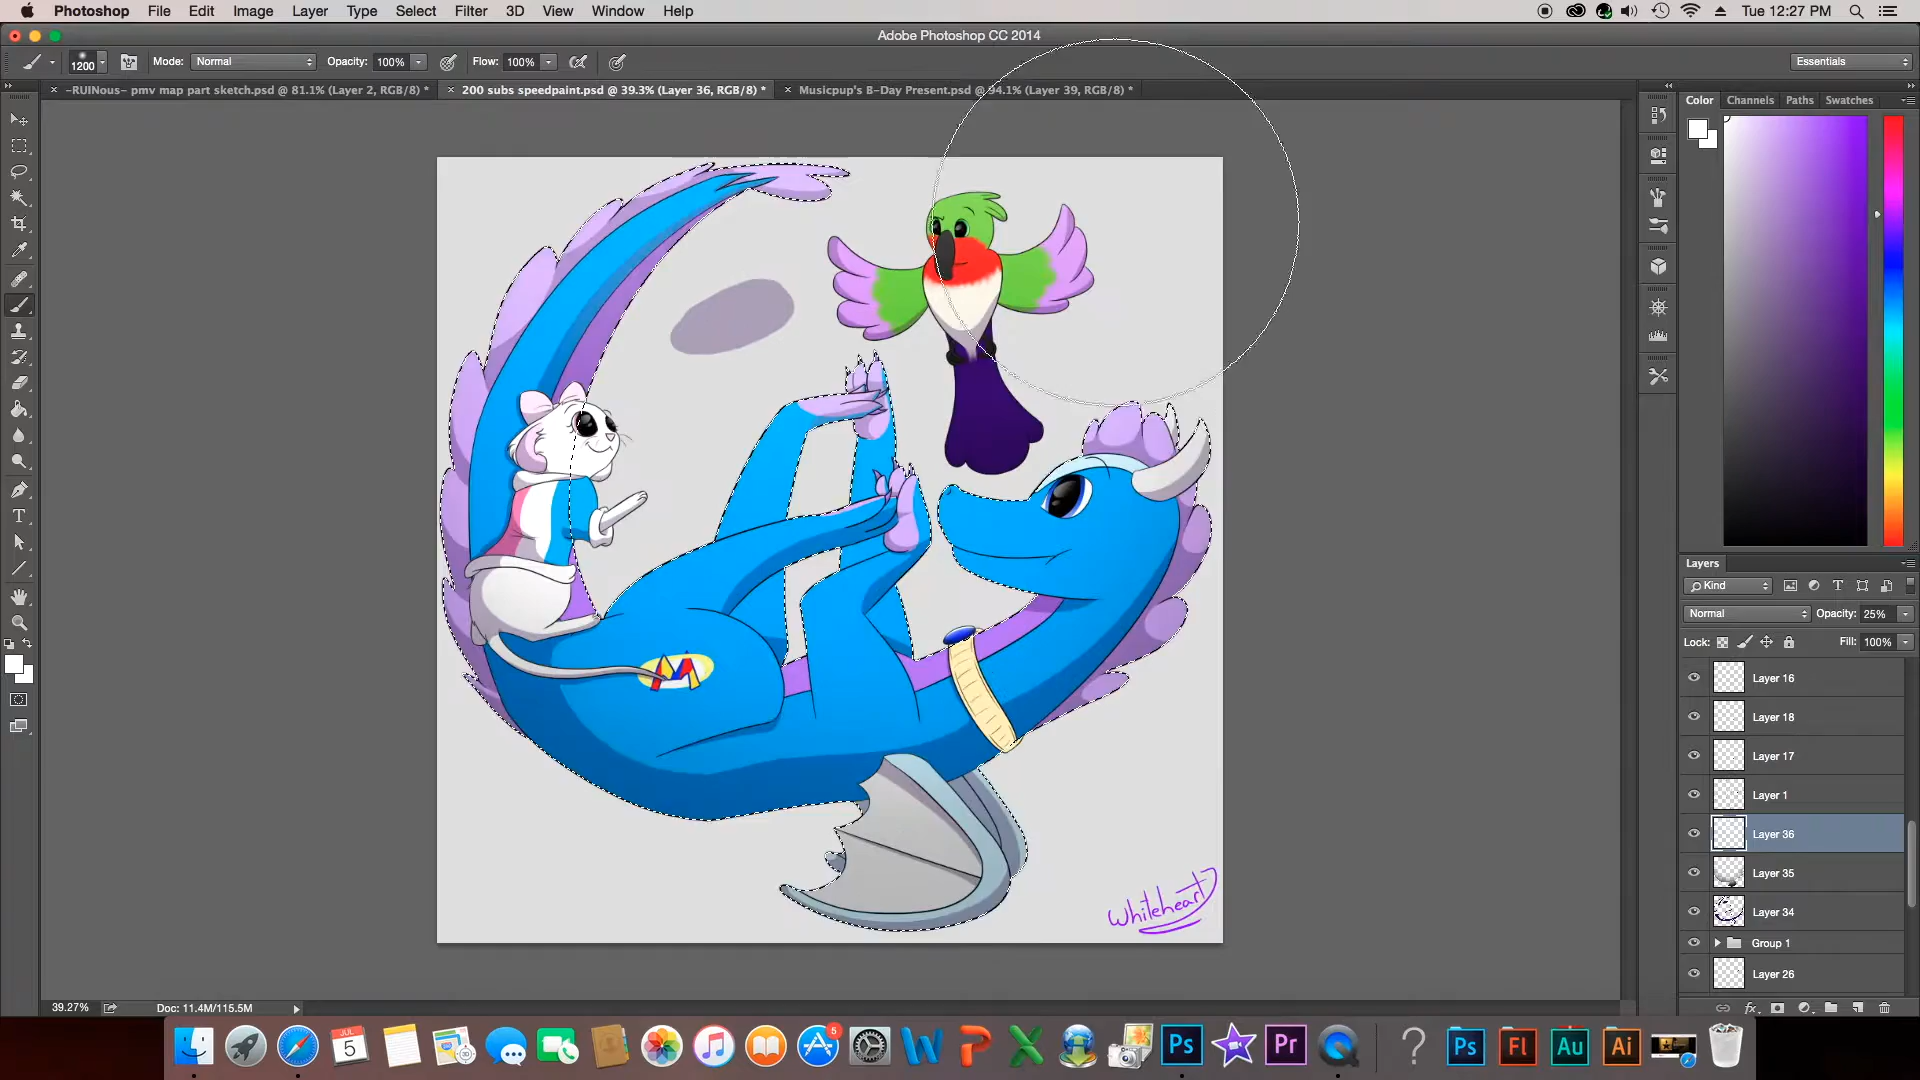 Photoshop File Edit Image Layer Type Select Filter 3D View Window Help Tue 12:27 PM
Adobe Photoshop CC 2014
1200 Mode: Normal Opacity: 100% Flow: 100% Essentials
-RUINous- pmv map part sketch.psd @ 81.1% (Layer 2, RGB/8) * 200 subs speedpaint.psd @ 39.3% (Layer 36, RGB/8) * Musicpup's B-Day Present.psd @ 94.1% (Layer 39, RGB/8) *
Color Channels Paths Swatches
Layers
Kind
Normal Opacity: 25%
Lock: Fill: 100%
Layer 16
Layer 18
Layer 17
Layer 1
Layer 36
Layer 35
Layer 34
Group 1
Layer 26
Whiteheart
39.27% Doc: 11.4M/115.5M
JUL
5
5
Ps Pr Ps Fl Au Ai